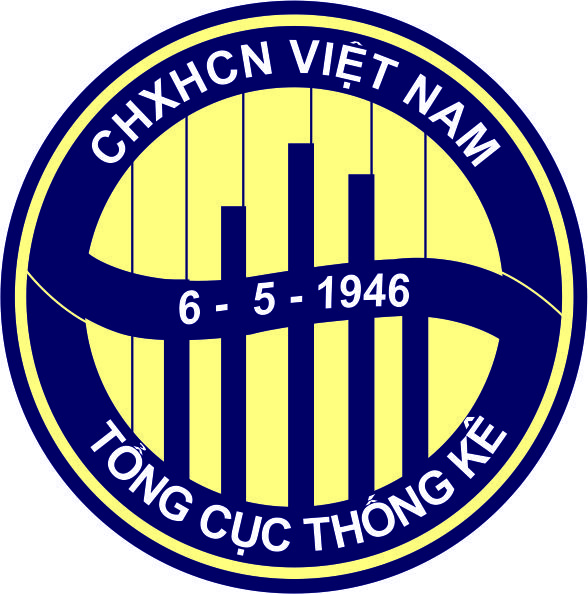 CHXHCN VIỆT NAM
6 - 5 - 1946
TỔNG CỤC THỐNG KÊ